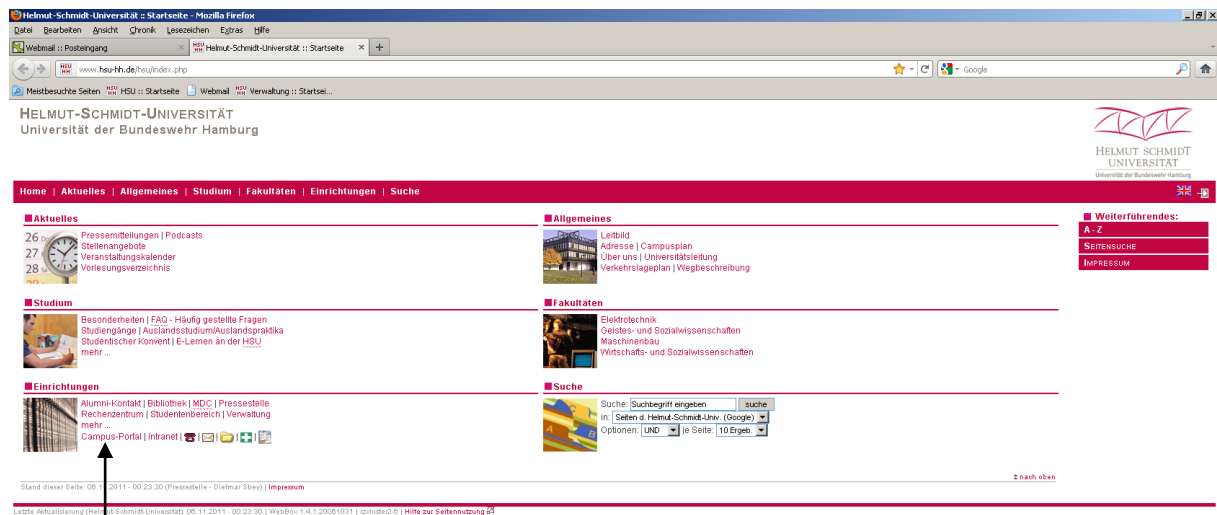 Helmut-Schmidt-Universität :: Startseite - Mozilla Firefox
Datei Bearbeiten Ansicht Chronik Lesezeichen Extras Hilfe
Webmail :: Posteingang
Helmut-Schmidt-Universität :: Startseite
www.hsu-hh.de/hsu/index.php
Google
Meistbesuchte Seiten HSU :: Startseite Webmail Verwaltung :: Startsei...
HELMUT-SCHMIDT-UNIVERSITÄT
Universität der Bundeswehr Hamburg
HELMUT SCHMIDT
UNIVERSITÄT
Universität der Bundeswehr Hamburg
Home | Aktuelles | Allgemeines | Studium | Fakultäten | Einrichtungen | Suche
Aktuelles
26
27
28
Pressemitteilungen | Podcasts
Stellenangebote
Veranstaltungskalender
Vorlesungsverzeichnis
Allgemeines
Leitbild
Adresse | Campusplan
Über uns | Universitätsleitung
Verkehrslageplan | Wegbeschreibung
Weiterführendes:
A - Z
SEITENSUCHE
IMPRESSUM
Studium
Besonderheiten | FAQ - Häufig gestellte Fragen
Studiengänge | Auslandsstudium/Auslandspraktika
Studentischer Konvent | E-Lernen an der HSU
mehr ...
Fakultäten
Elektrotechnik
Geistes- und Sozialwissenschaften
Maschinenbau
Wirtschafts- und Sozialwissenschaften
Einrichtungen
Alumni-Kontakt | Bibliothek | MDC | Pressestelle
Rechenzentrum | Studentenbereich | Verwaltung
mehr ...
Campus-Portal | Intranet |
Suche
A
B
Suche: Suchbegriff eingeben suche
in: Seiten d. Helmut-Schmidt-Univ. (Google)
Optionen: UND je Seite: 10 Ergeb.
nach oben
Stand dieser Seite: 06.11.2011 - 00:23:30 (Pressestelle - Dietmar Strey) | Impressum
Letzte Aktualisierung (Helmut-Schmidt-Universität): 06.11.2011 - 00:23:30 | WebBox 1.4.1.20061031 | rzcluster2-6 | Hilfe zur Seitennutzung